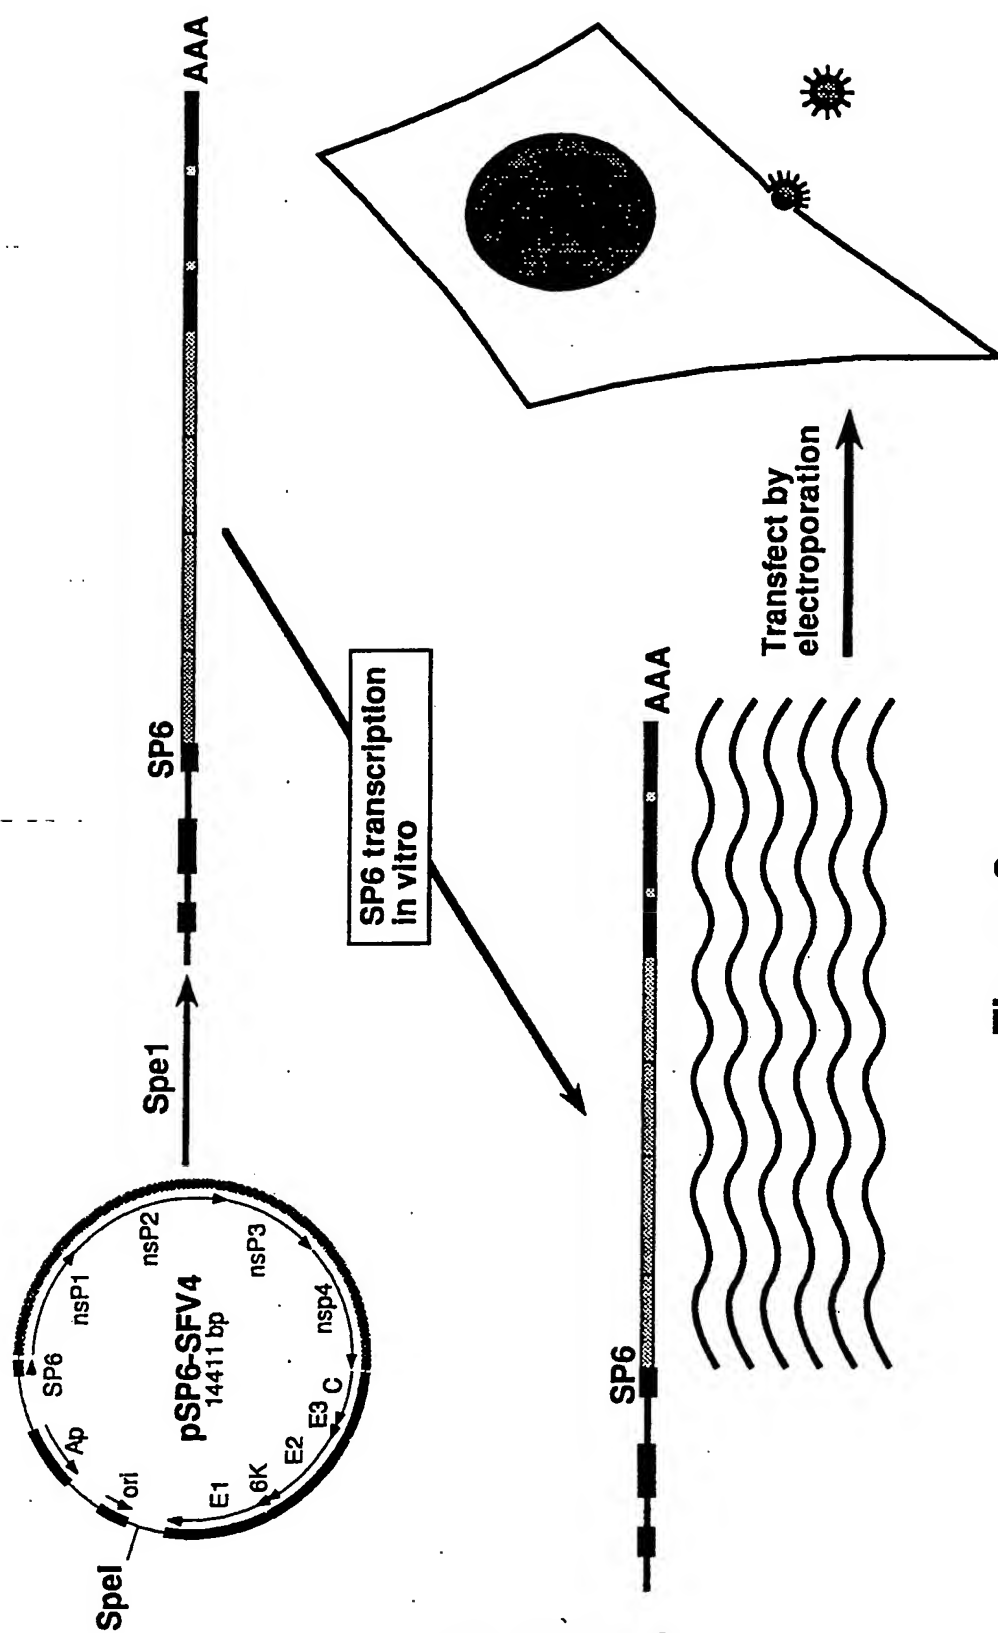 SpeI
ori
Ap
SP6
nsP1
nsP2
nsP3
nsp4
C
E3
E2
6K
E1
pSP6-SFV4
14411 bp
Spe1
SP6
AAA
SP6 transcription
in vitro
SP6
AAA
Transfect by
electroporation